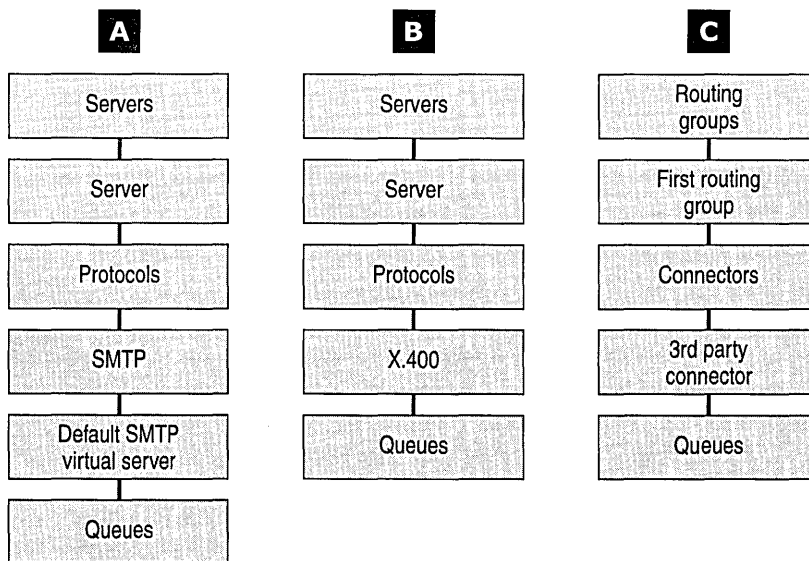 A
Servers
Server
Protocols
SMTP
Default SMTP
virtual server
Queues
B
Servers
Server
Protocols
X.400
Queues
C
Routing
groups
First routing
group
Connectors
3rd party
connector
Queues